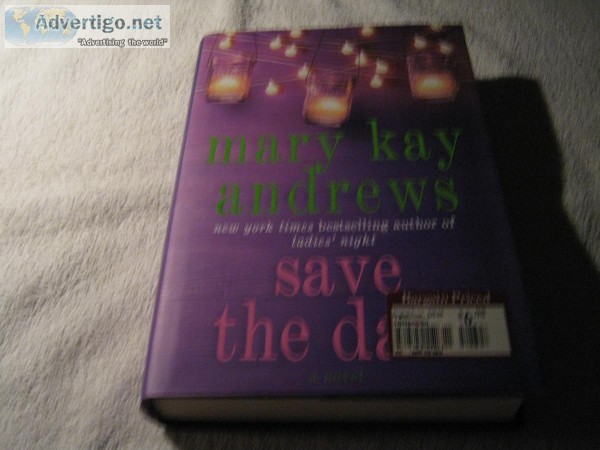 Advertigo.net
"Advertising the world"
mary kay
andrews
new york times bestselling author of
ladies' night
save
the da
a novel
Bargain Priced